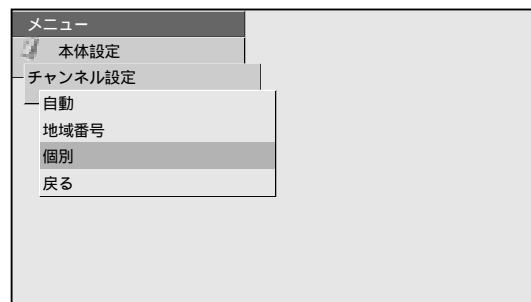 メニュー
本体設定
チャンネル設定
自動
地域番号
個別
戻る